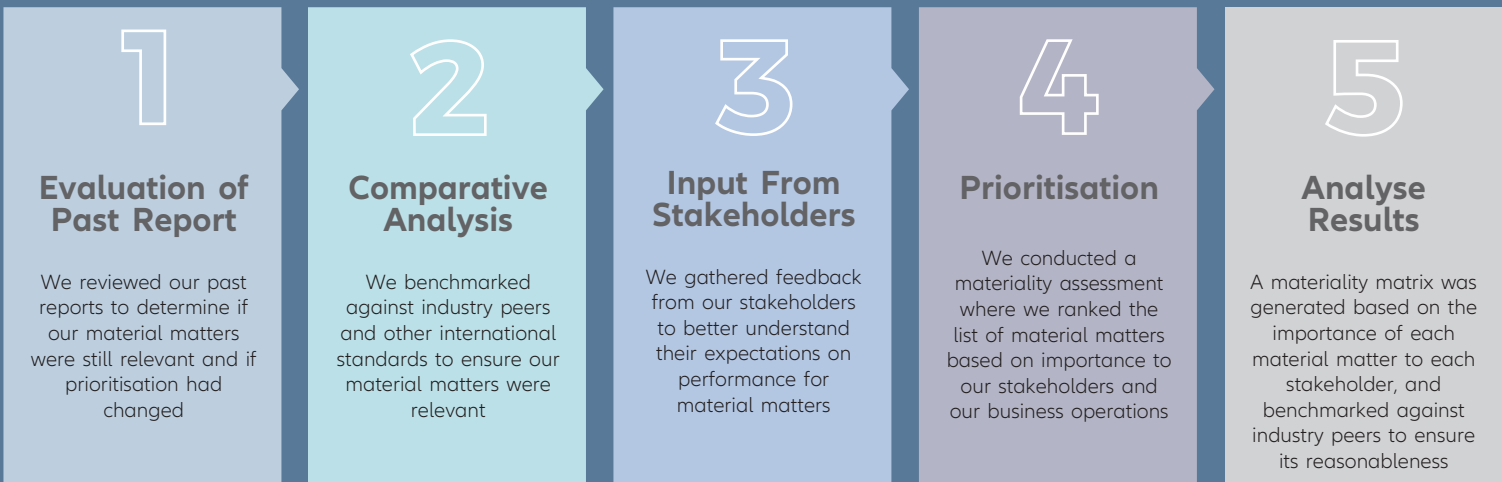 1
Evaluation of
Past Report
We reviewed our past
reports to determine if
our material matters
were still relevant and if
prioritisation had
changed
2
Comparative
Analysis
We benchmarked
against industry peers
and other international
standards to ensure our
material matters were
relevant
3
Input From
Stakeholders
We gathered feedback
from our stakeholders
to better understand
their expectations on
performance for
material matters
4
Prioritisation
We conducted a
materiality assessment
where we ranked the
list of material matters
based on importance to
our stakeholders and
our business operations
5
Analyse
Results
A materiality matrix was
generated based on the
importance of each
material matter to each
stakeholder, and
benchmarked against
industry peers to ensure
its reasonableness